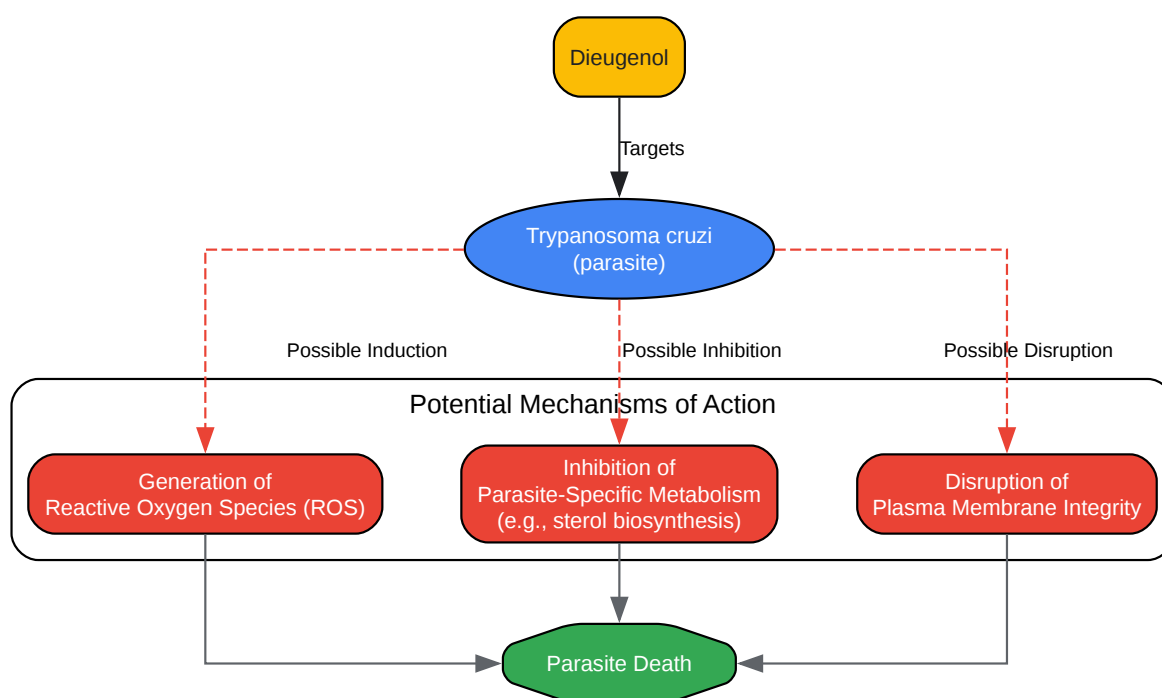 Dieugenol
Targets
Trypanosoma cruzi
(parasite)
Possible Induction
Possible Inhibition
Possible Disruption
Potential Mechanisms of Action
Generation of
Reactive Oxygen Species (ROS)
Inhibition of
Parasite-Specific Metabolism
(e.g., sterol biosynthesis)
Disruption of
Plasma Membrane Integrity
Parasite Death